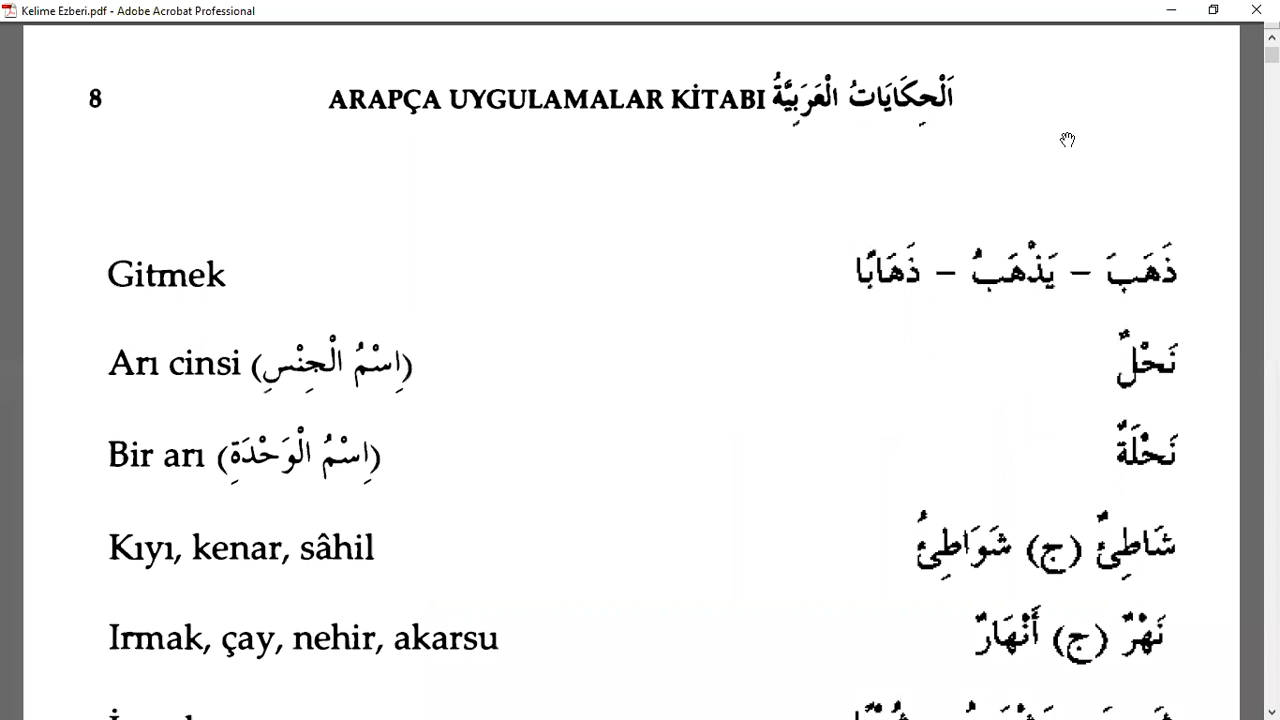 Kelime Ezberi.pdf - Adobe Acrobat Professional
8 ARAPÇA UYGULAMALAR KİTABI اَلْحِكَايَاتُ الْعَرَبِيَّةُ
Gitmek ذَهَبَ – يَذْهَبُ – ذَهَابًا
Arı cinsi (اِسْمُ الْجِنْسِ) نَحْلٌ
Bir arı (اِسْمُ الْوَحْدَةِ) نَحْلَةٌ
Kıyı, kenar, sâhil شَاطِئٌ (ج) شَوَاطِئُ
Irmak, çay, nehir, akarsu نَهْرٌ (ج) أَنْهَارٌ